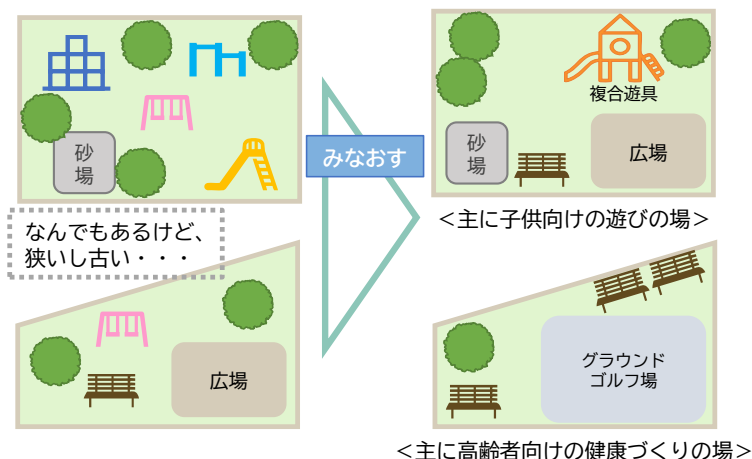 砂
場
なんでもあるけど、
狭いし古い・・・
広場
みなおす
複合遊具
砂
場
広場
＜主に子供向けの遊びの場＞
グラウンド
ゴルフ場
＜主に高齢者向けの健康づくりの場＞